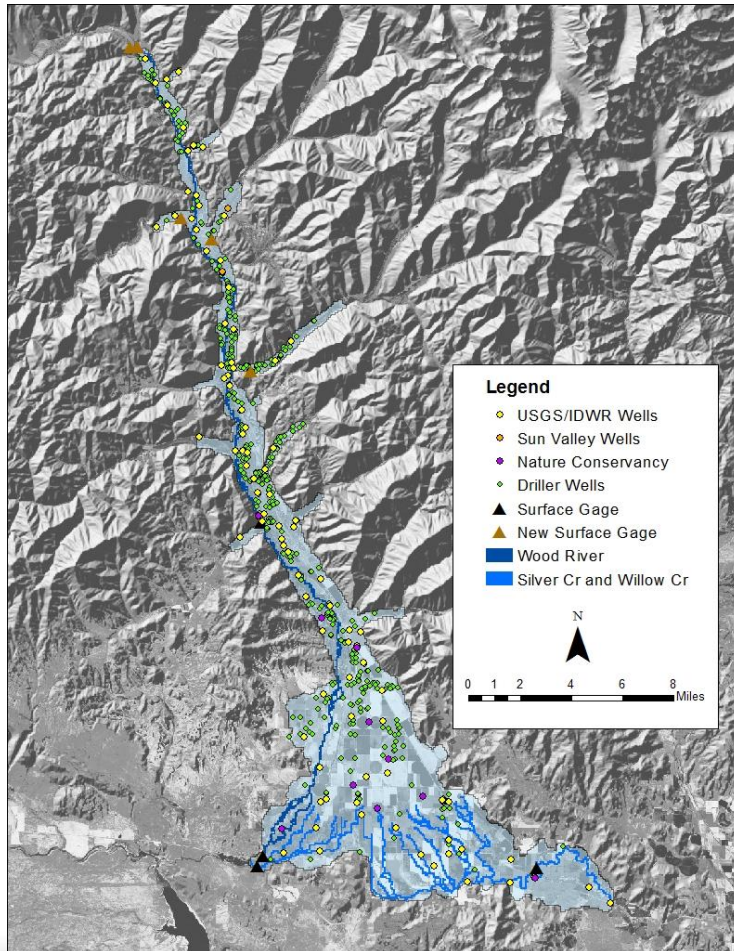 Legend
USGS/IDWR Wells
Sun Valley Wells
Nature Conservancy
Driller Wells
Surface Gage
New Surface Gage
Wood River
Silver Cr and Willow Cr
N
0 2 4 6 8
Miles